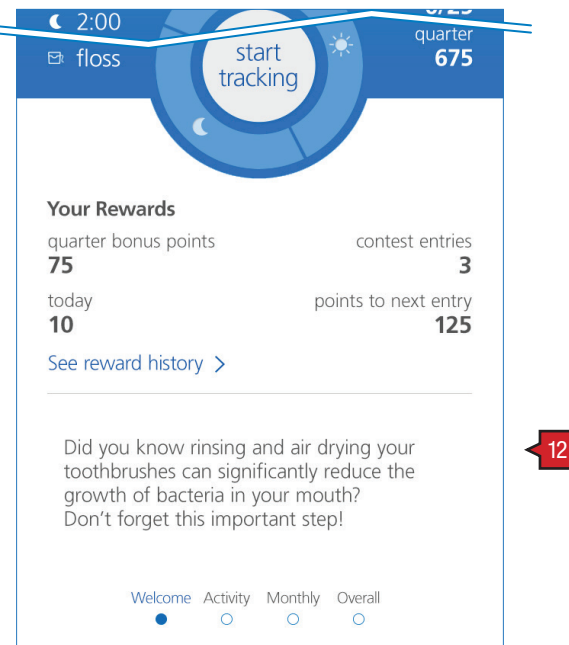 2:00
floss
start
tracking
quarter
675
Your Rewards
quarter bonus points
75
contest entries
3
today
10
points to next entry
125
See reward history >
Did you know rinsing and air drying your
toothbrushes can significantly reduce the
growth of bacteria in your mouth?
Don’t forget this important step!
Welcome Activity Monthly Overall
12